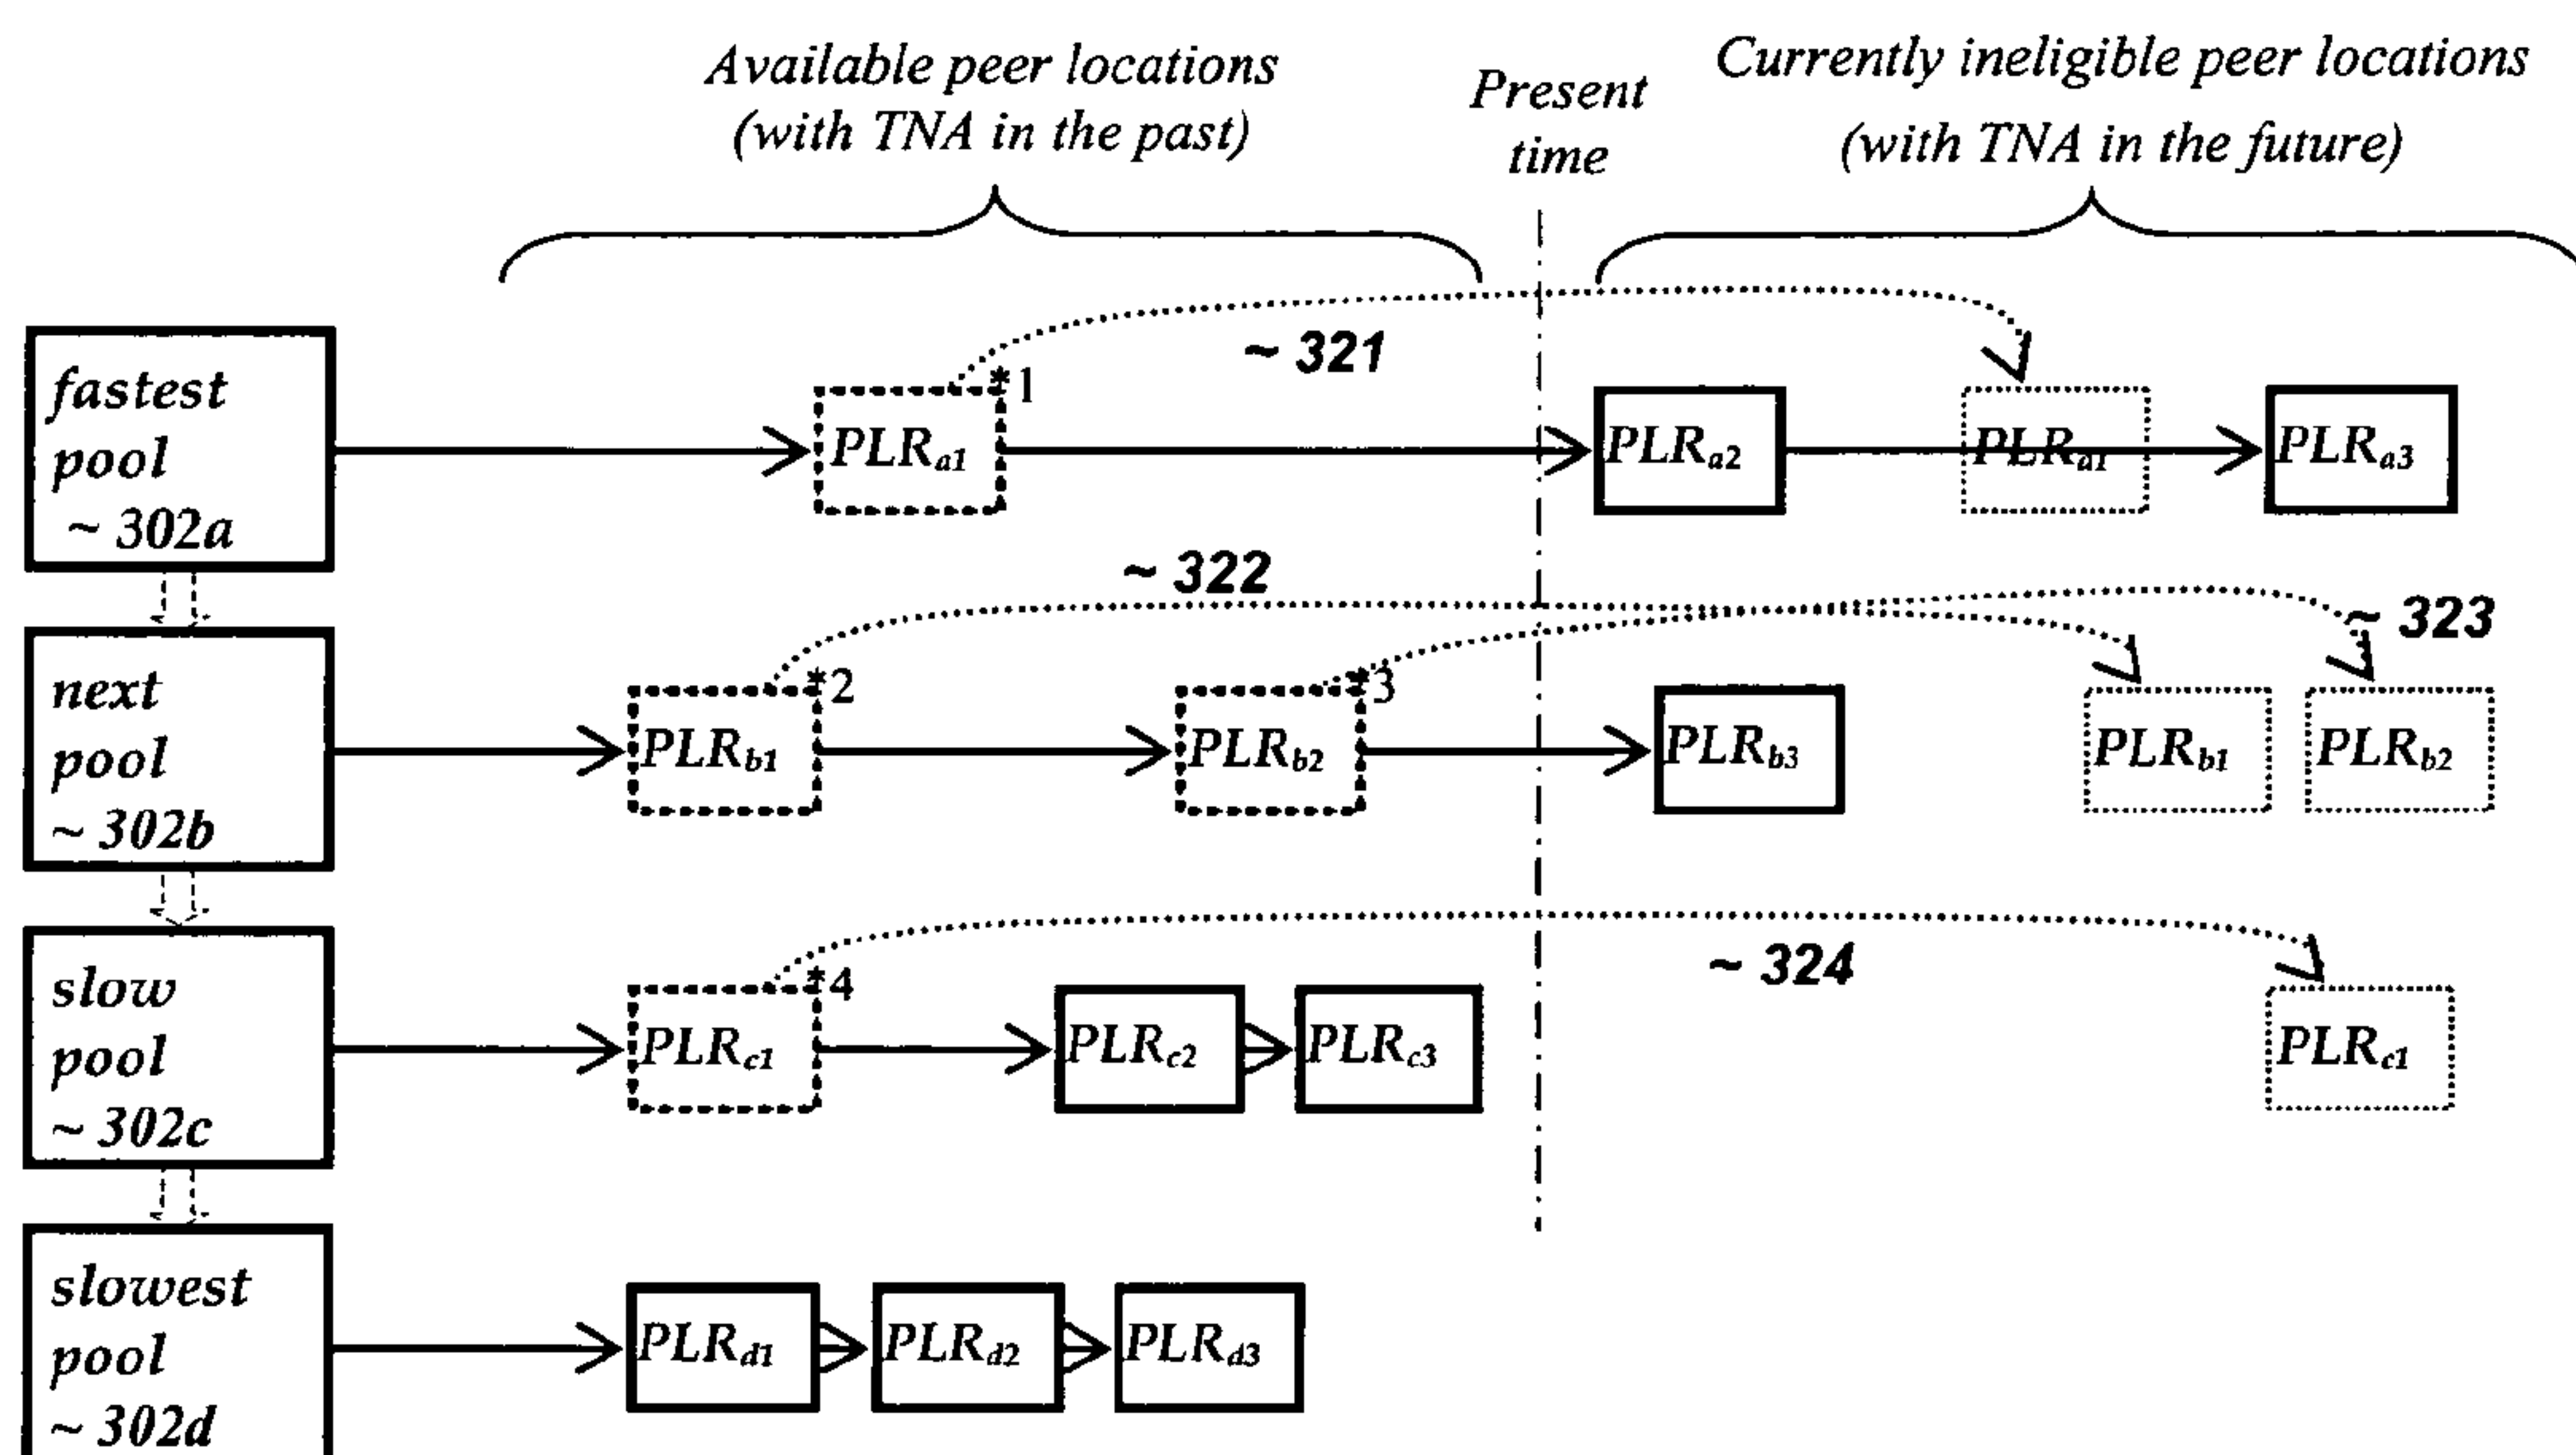 Available peer locations
(with TNA in the past)
Present
time
Currently ineligible peer locations
(with TNA in the future)
fastest
pool
~ 302a
PLRa1
*1
~ 321
PLRa2
PLRa1
PLRa3
next
pool
~ 302b
~ 322
~ 323
PLRb1
*2
PLRb2
*3
PLRb3
PLRb1
PLRb2
slow
pool
~ 302c
PLRc1
*4
PLRc2
PLRc3
~ 324
PLRc1
slowest
pool
~ 302d
PLRd1
PLRd2
PLRd3